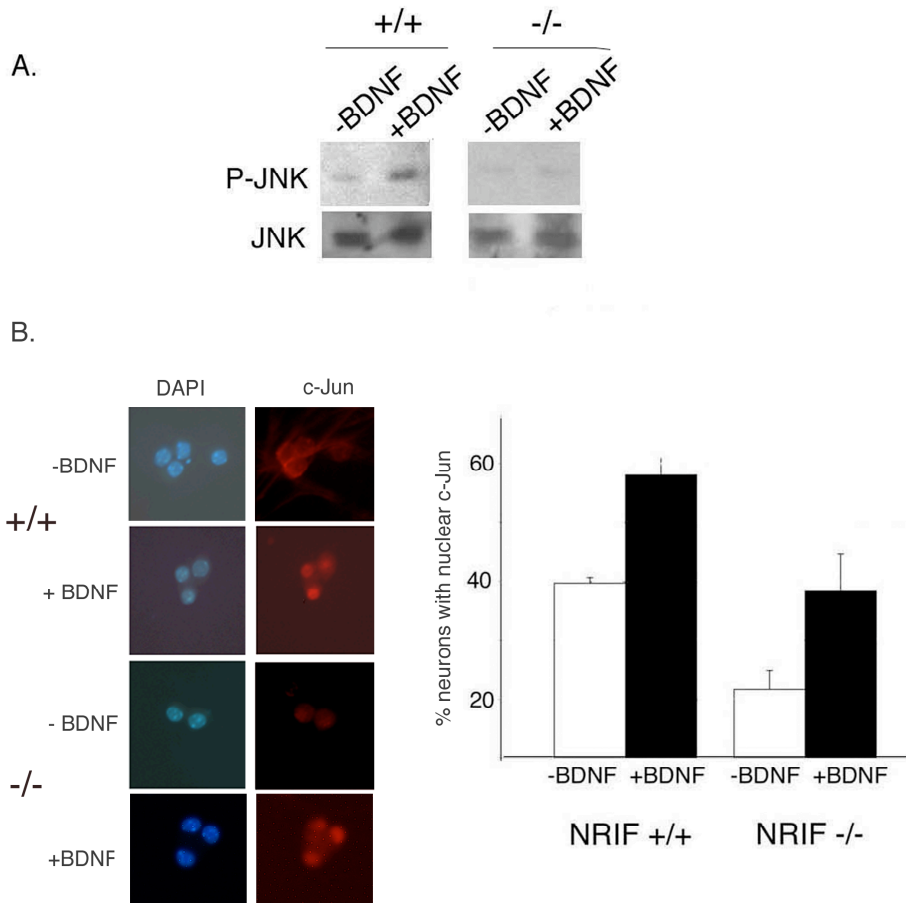 +/+ -/-
A.
-BDNF +BDNF -BDNF +BDNF
P-JNK
JNK
B.
DAPI c-Jun
-BDNF
+/+
+ BDNF
- BDNF
-/-
+BDNF
% neurons with nuclear c-Jun
60
40
20
-BDNF +BDNF -BDNF +BDNF
NRIF +/+ NRIF -/-